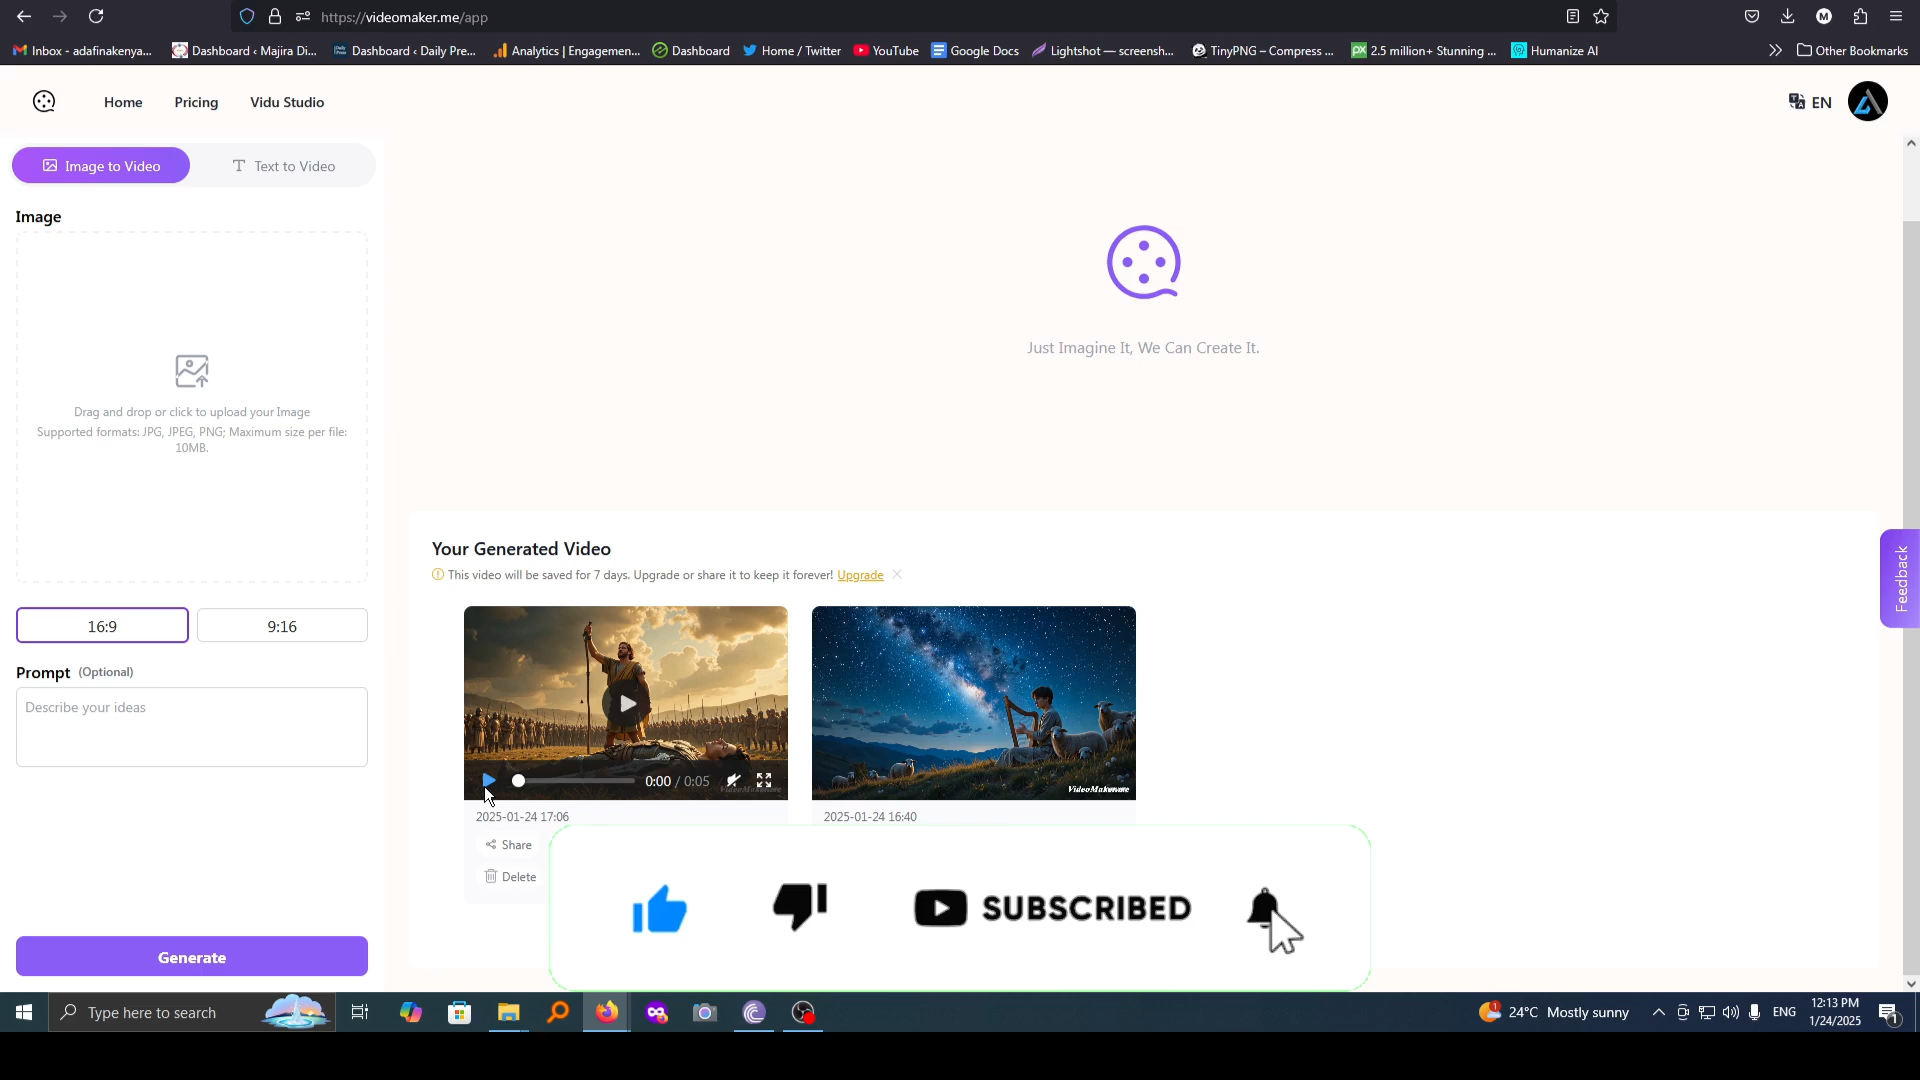 https://videomaker.me/app
Inbox - adafinakenya...
Dashboard ‹ Majira Di...
Dashboard ‹ Daily Pre...
Analytics | Engagemen...
Dashboard
Home / Twitter
YouTube
Google Docs
Lightshot — screensh...
TinyPNG – Compress ...
2.5 million+ Stunning ...
Humanize AI
Other Bookmarks
Home
Pricing
Vidu Studio
EN
Image to Video
Text to Video
Image
Drag and drop or click to upload your Image
Supported formats: JPG, JPEG, PNG; Maximum size per file:
10MB.
16:9
9:16
Prompt (Optional)
Describe your ideas
Generate
Just Imagine It, We Can Create It.
Your Generated Video
This video will be saved for 7 days. Upgrade or share it to keep it forever! Upgrade
0:00 / 0:05
2025-01-24 17:06
2025-01-24 16:40
Share
Delete
SUBSCRIBED
Feedback
Type here to search
24°C Mostly sunny
ENG
12:13 PM
1/24/2025